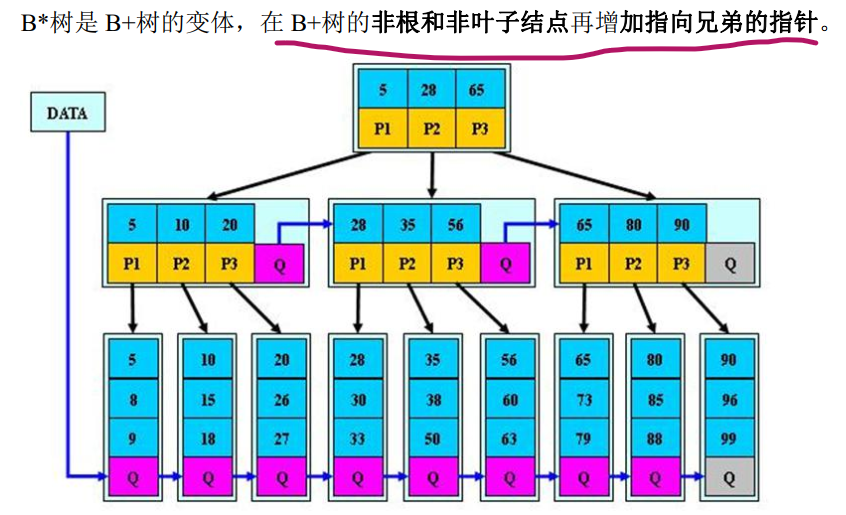 B*树是 B+树的变体，在 B+树的非根和非叶子结点再增加指向兄弟的指针。
5 28 65
DATA
P1 P2 P3
5 10 20
28 35 56
65 80 90
P1 P2 P3 Q
P1 P2 P3 Q
P1 P2 P3 Q
5 10 20 28 35 56 65 80 90
8 15 26 30 38 60 73 85 96
9 18 27 33 50 63 79 88 99
Q Q Q Q Q Q Q Q Q